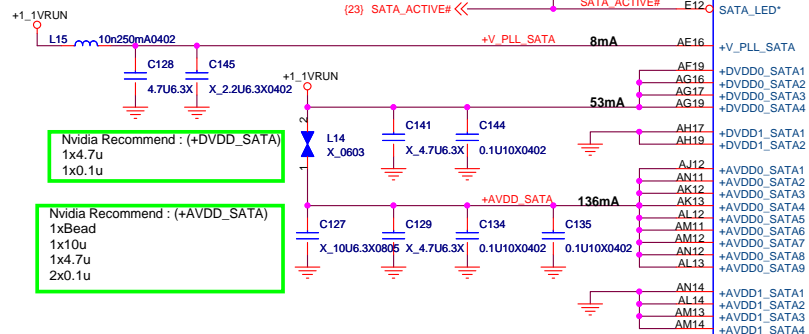 {23} SATA_ACTIVE#
SATA_ACTIVE#
E12
SATA_LED*
+1_1VRUN
L15
10n250mA0402
+V_PLL_SATA
8mA
AE16
+V_PLL_SATA
C128
4.7U6.3X
C145
X_2.2U6.3X0402
+1_1VRUN
AF19
+DVDD0_SATA1
AG16
+DVDD0_SATA2
AG17
+DVDD0_SATA3
53mA
AG19
+DVDD0_SATA4
2
L14
X_0603
1
C141
X_4.7U6.3X
C144
0.1U10X0402
AH17
+DVDD1_SATA1
AH19
+DVDD1_SATA2
Nvidia Recommend : (+DVDD_SATA)
1x4.7u
1x0.1u
AJ12
+AVDD0_SATA1
AN11
+AVDD0_SATA2
AK12
+AVDD0_SATA3
+AVDD_SATA
136mA
AK13
+AVDD0_SATA4
AL12
+AVDD0_SATA5
AM11
+AVDD0_SATA6
AM12
+AVDD0_SATA7
AN12
+AVDD0_SATA8
AL13
+AVDD0_SATA9
Nvidia Recommend : (+AVDD_SATA)
1xBead
1x10u
1x4.7u
2x0.1u
C127
X_10U6.3X0805
C129
X_4.7U6.3X
C134
0.1U10X0402
C135
0.1U10X0402
AN14
+AVDD1_SATA1
AL14
+AVDD1_SATA2
AM13
+AVDD1_SATA3
AM14
+AVDD1_SATA4